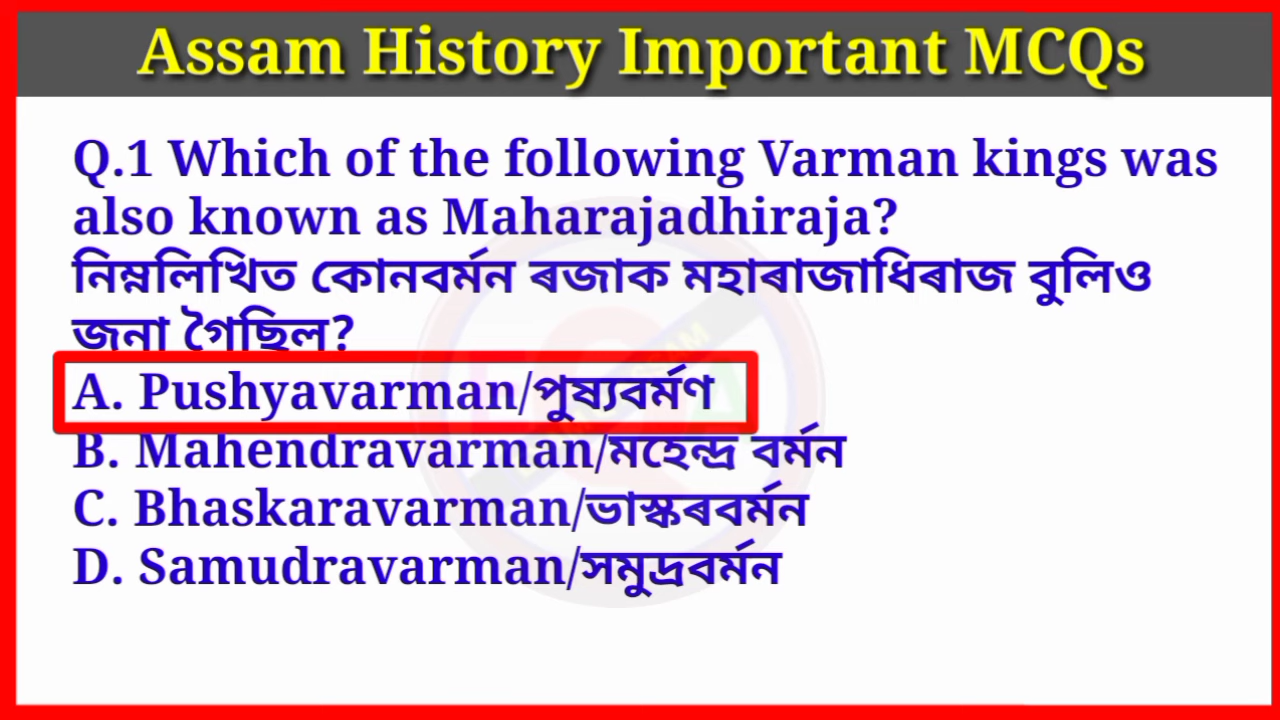 Assam History Important MCQs
Q.1 Which of the following Varman kings was
also known as Maharajadhiraja?
নিম্নলিখিত কোনবৰ্মন ৰজাক মহাৰাজাধিৰাজ বুলিও
জনা গৈছিল?
A. Pushyavarman/পুষ্যবৰ্মণ
B. Mahendravarman/মহেন্দ্ৰ বৰ্মন
C. Bhaskaravarman/ভাস্কৰবৰ্মন
D. Samudravarman/সমুদ্ৰবৰ্মন